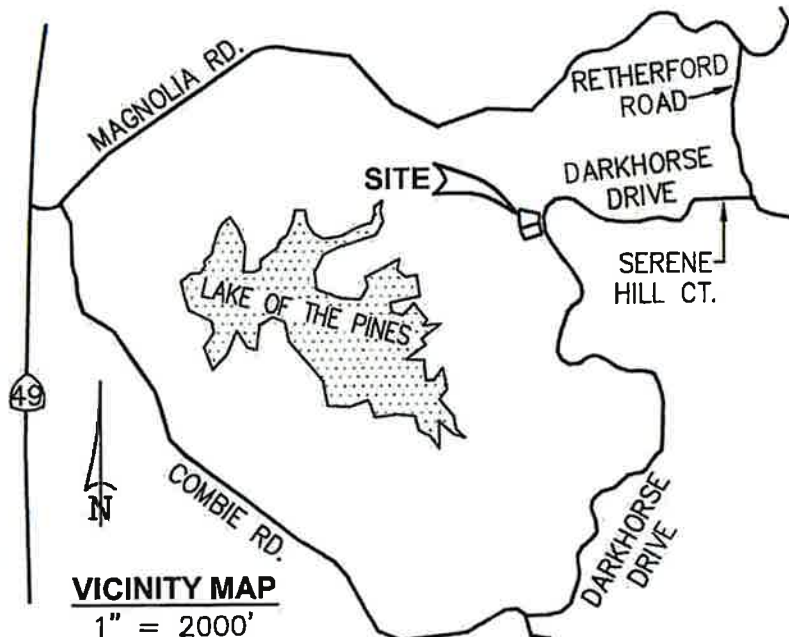 MAGNOLIA RD.
RETHERFORD
ROAD
SITE
DARKHORSE
DRIVE
SERENE
HILL CT.
LAKE OF THE PINES
49
N
COMBIE RD.
DARKHORSE
DRIVE
VICINITY MAP
1" = 2000'